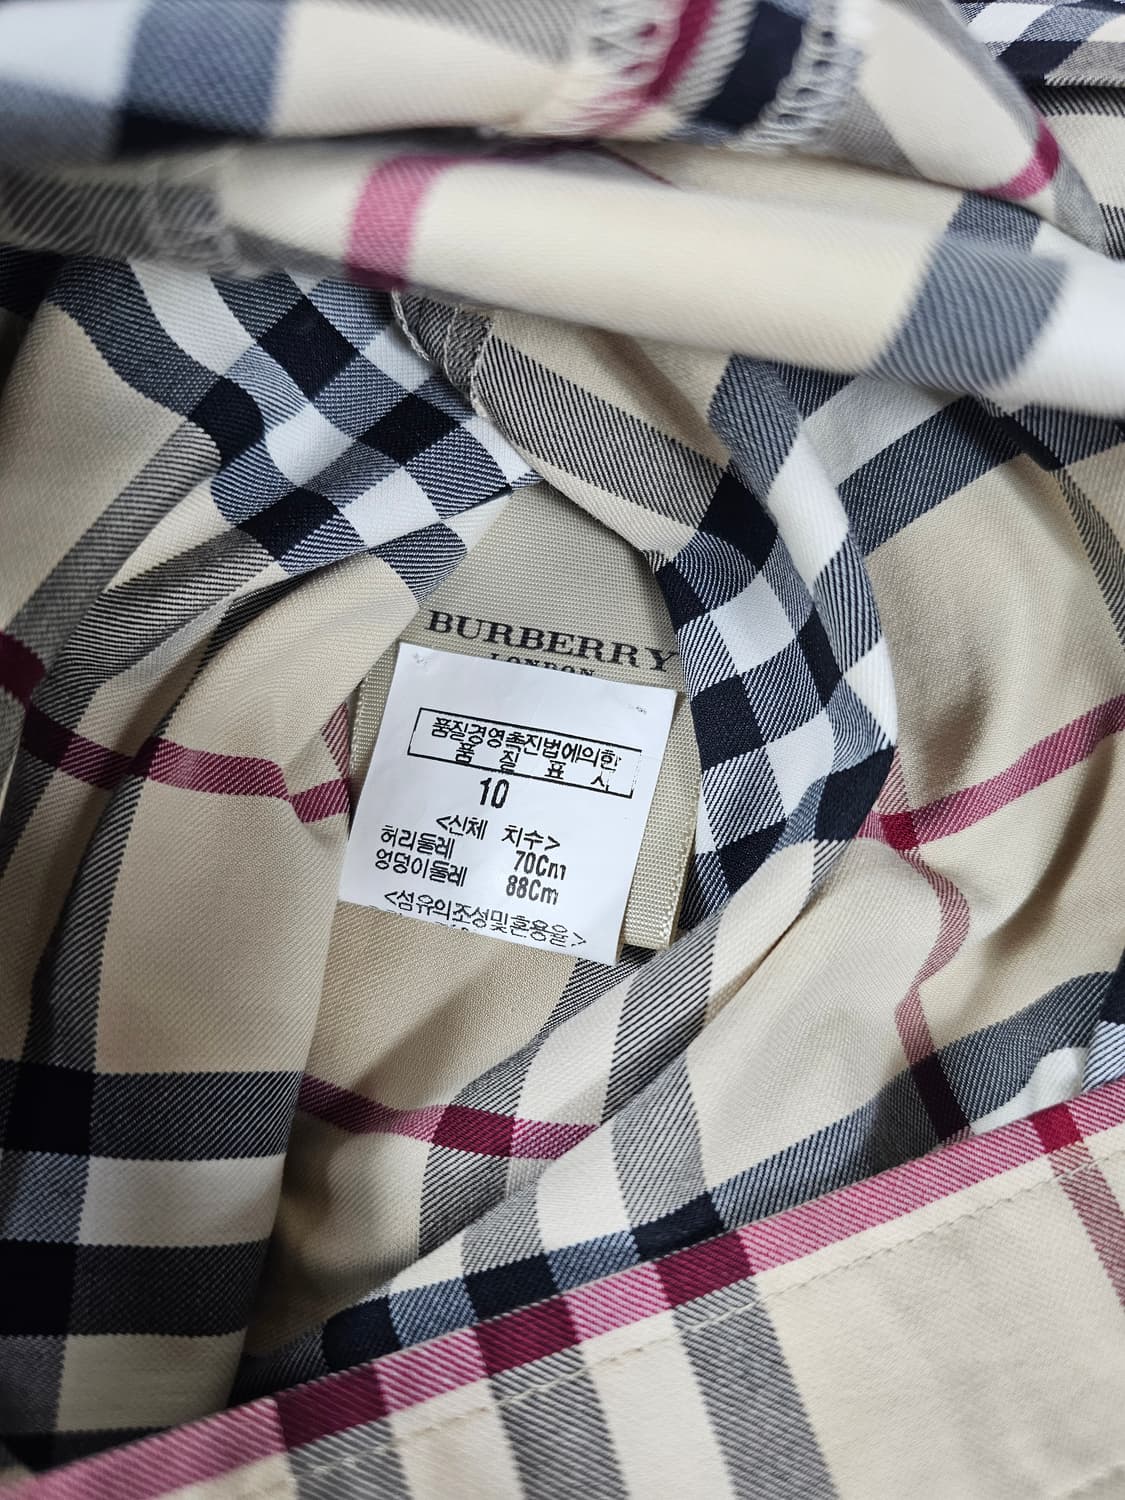 BURBERRY
LONDON
품질경영촉진법에의한
품 질 표 시
10
<신체 치수>
허리둘레 70Cm
엉덩이둘레 88Cm
<섬유의조성및혼용율>